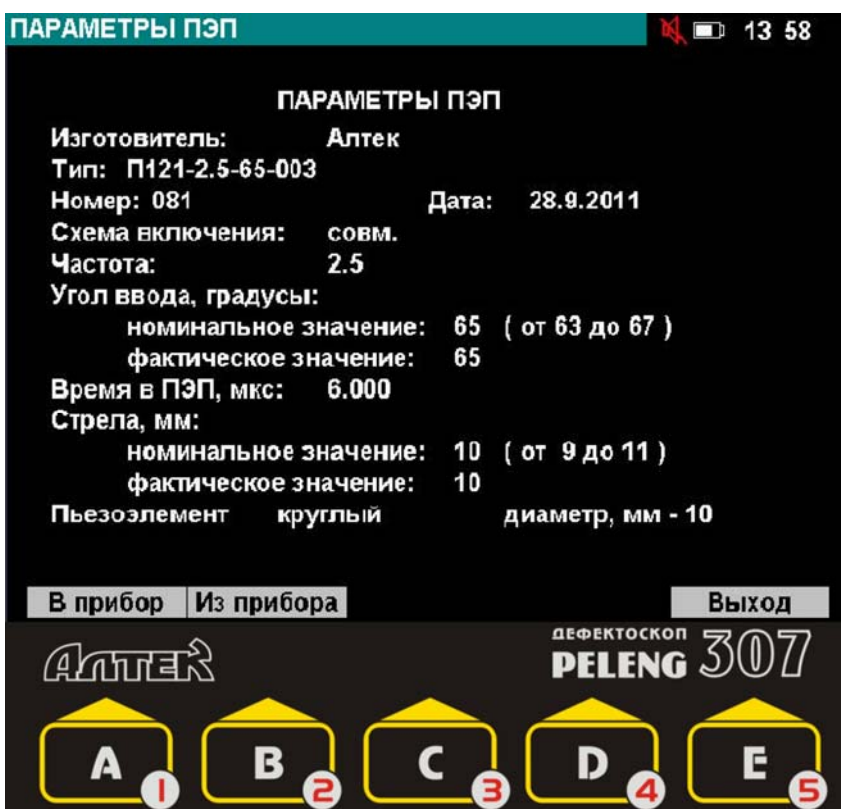 ПАРАМЕТРЫ ПЭП 13 58
ПАРАМЕТРЫ ПЭП
Изготовитель: Алтек
Тип: П121-2.5-65-003
Номер: 081 Дата: 28.9.2011
Схема включения: совм.
Частота: 2.5
Угол ввода, градусы:
номинальное значение: 65 ( от 63 до 67 )
фактическое значение: 65
Время в ПЭП, мкс: 6.000
Стрела, мм:
номинальное значение: 10 ( от 9 до 11 )
фактическое значение: 10
Пьезоэлемент круглый диаметр, мм - 10
В прибор Из прибора Выход
Алтек ДЕФЕКТОСКОП
PELENG 307
A B C D E
1 2 3 4 5